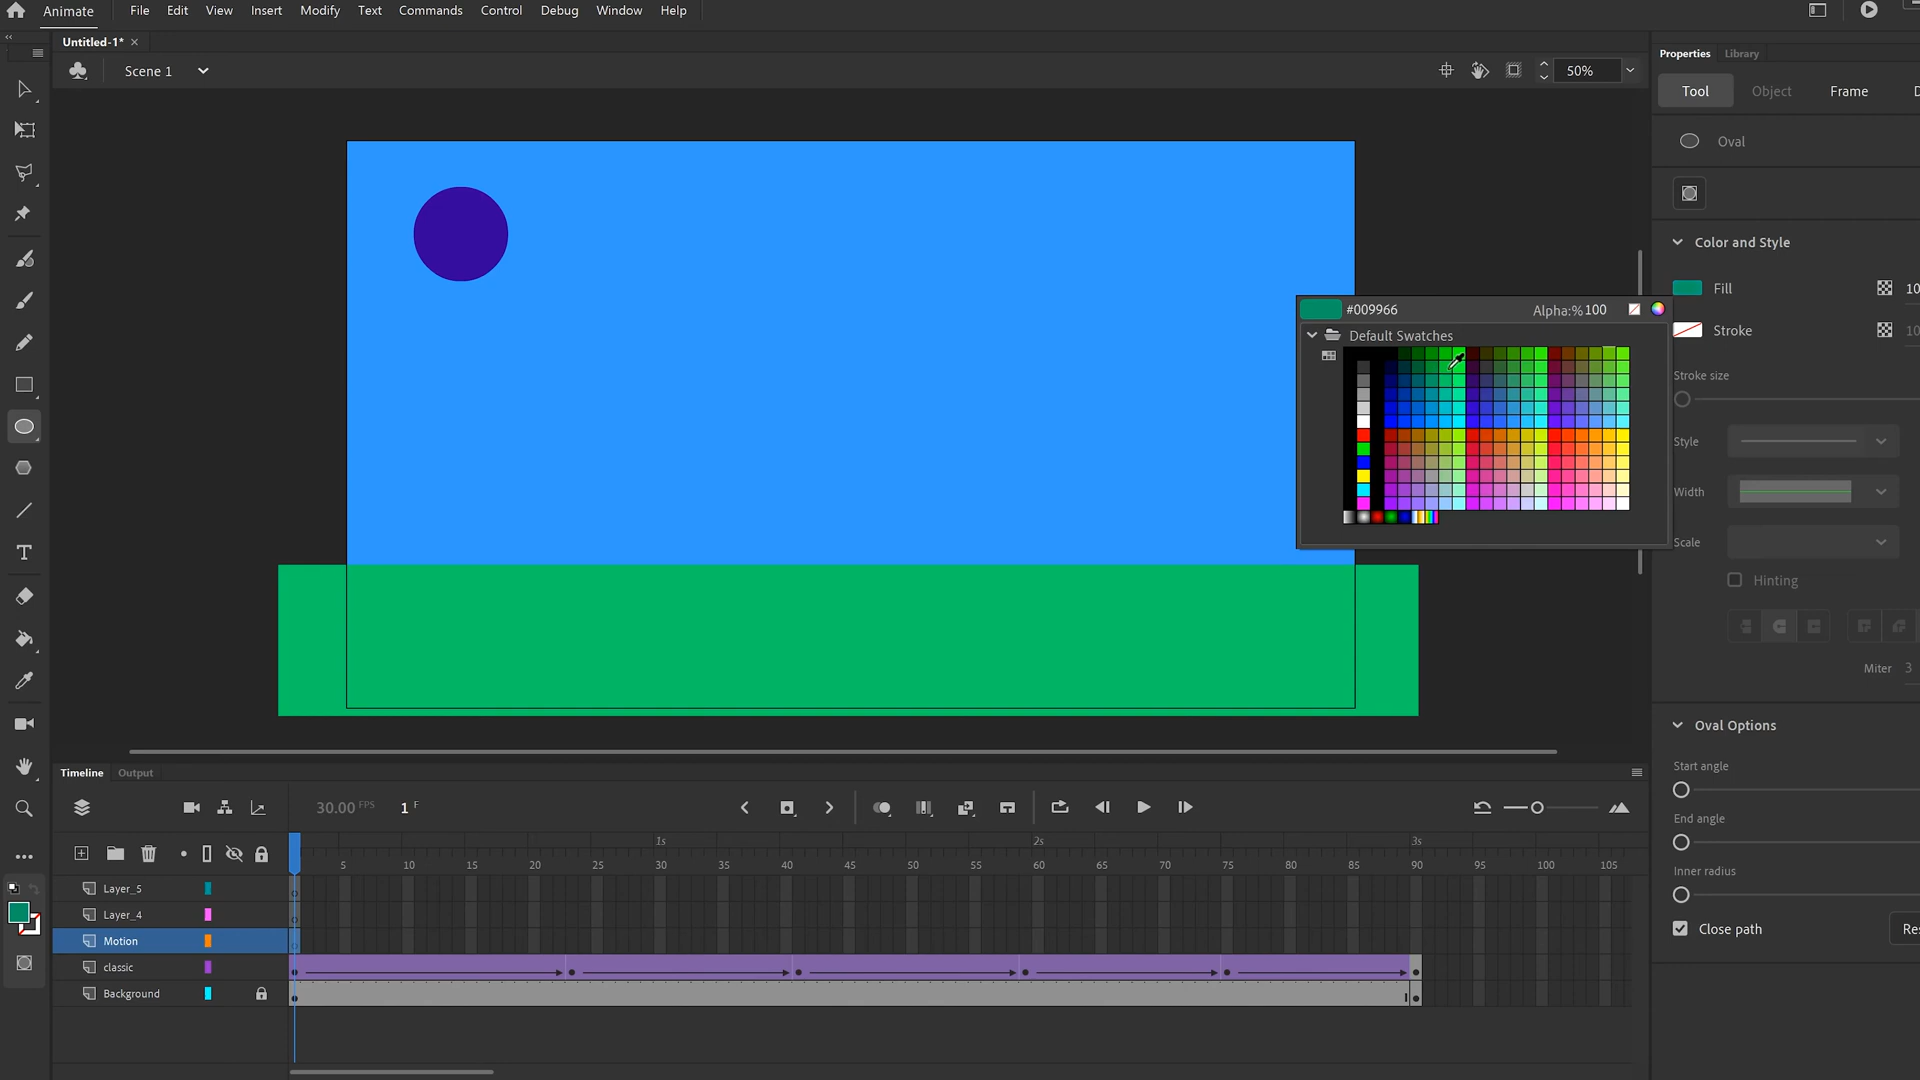 Animate File Edit View Insert Modify Text Commands Control Debug Window Help
Untitled-1*
Scene 1
50%
Properties Library
Tool Object Frame
Oval
Color and Style
Fill 10
Stroke 10
Stroke size
Style
Width
Scale
Hinting
Miter 3
#009966 Alpha:% 100
Default Swatches
Oval Options
Start angle
End angle
Inner radius
Close path
Res
Timeline Output
30.00 FPS 1 F
1s 2s 3s
5 10 15 20 25 30 35 40 45 50 55 60 65 70 75 80 85 90 95 100 105
Layer_5
Layer_4
Motion
classic
Background